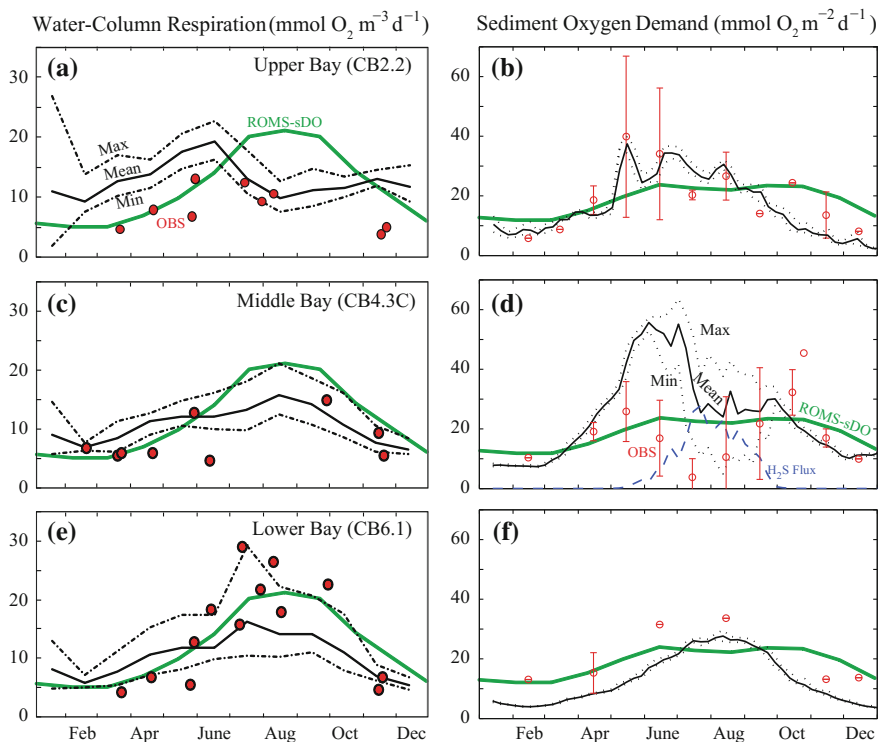 Water-Column Respiration (mmol O2 m−3 d−1)
Sediment Oxygen Demand (mmol O2 m−2 d−1)
(a) Upper Bay (CB2.2)
ROMS-sDO
Max
Mean
Min
OBS
30
20
10
0
(b)
60
40
20
0
(c) Middle Bay (CB4.3C)
30
20
10
0
(d)
Max
Min
Mean
ROMS-sDO
OBS
H2S Flux
60
40
20
0
(e) Lower Bay (CB6.1)
30
20
10
0
Feb Apr June Aug Oct Dec
(f)
60
40
20
0
Feb Apr June Aug Oct Dec